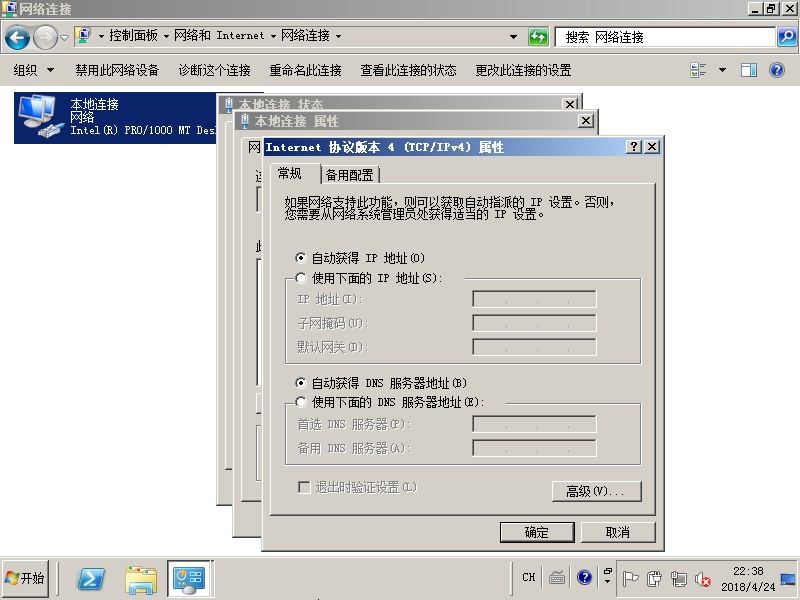 网络连接
控制面板 网络和 Internet 网络连接
搜索 网络连接
组织 禁用此网络设备 诊断这个连接 重命名此连接 查看此连接的状态 更改此连接的设置
本地连接
网络
Intel(R) PRO/1000 MT Des
本地连接 状态
本地连接 属性
网
Internet 协议版本 4 (TCP/IPv4) 属性
常规 备用配置
如果网络支持此功能,则可以获取自动指派的 IP 设置。否则,
您需要从网络系统管理员处获得适当的 IP 设置。
自动获得 IP 地址(O)
使用下面的 IP 地址(S):
IP 地址(I):
子网掩码(U):
默认网关(D):
自动获得 DNS 服务器地址(B)
使用下面的 DNS 服务器地址(E):
首选 DNS 服务器(P):
备用 DNS 服务器(A):
退出时验证设置(L)
高级(V)...
确定 取消
开始
CH
22:38
2018/4/24